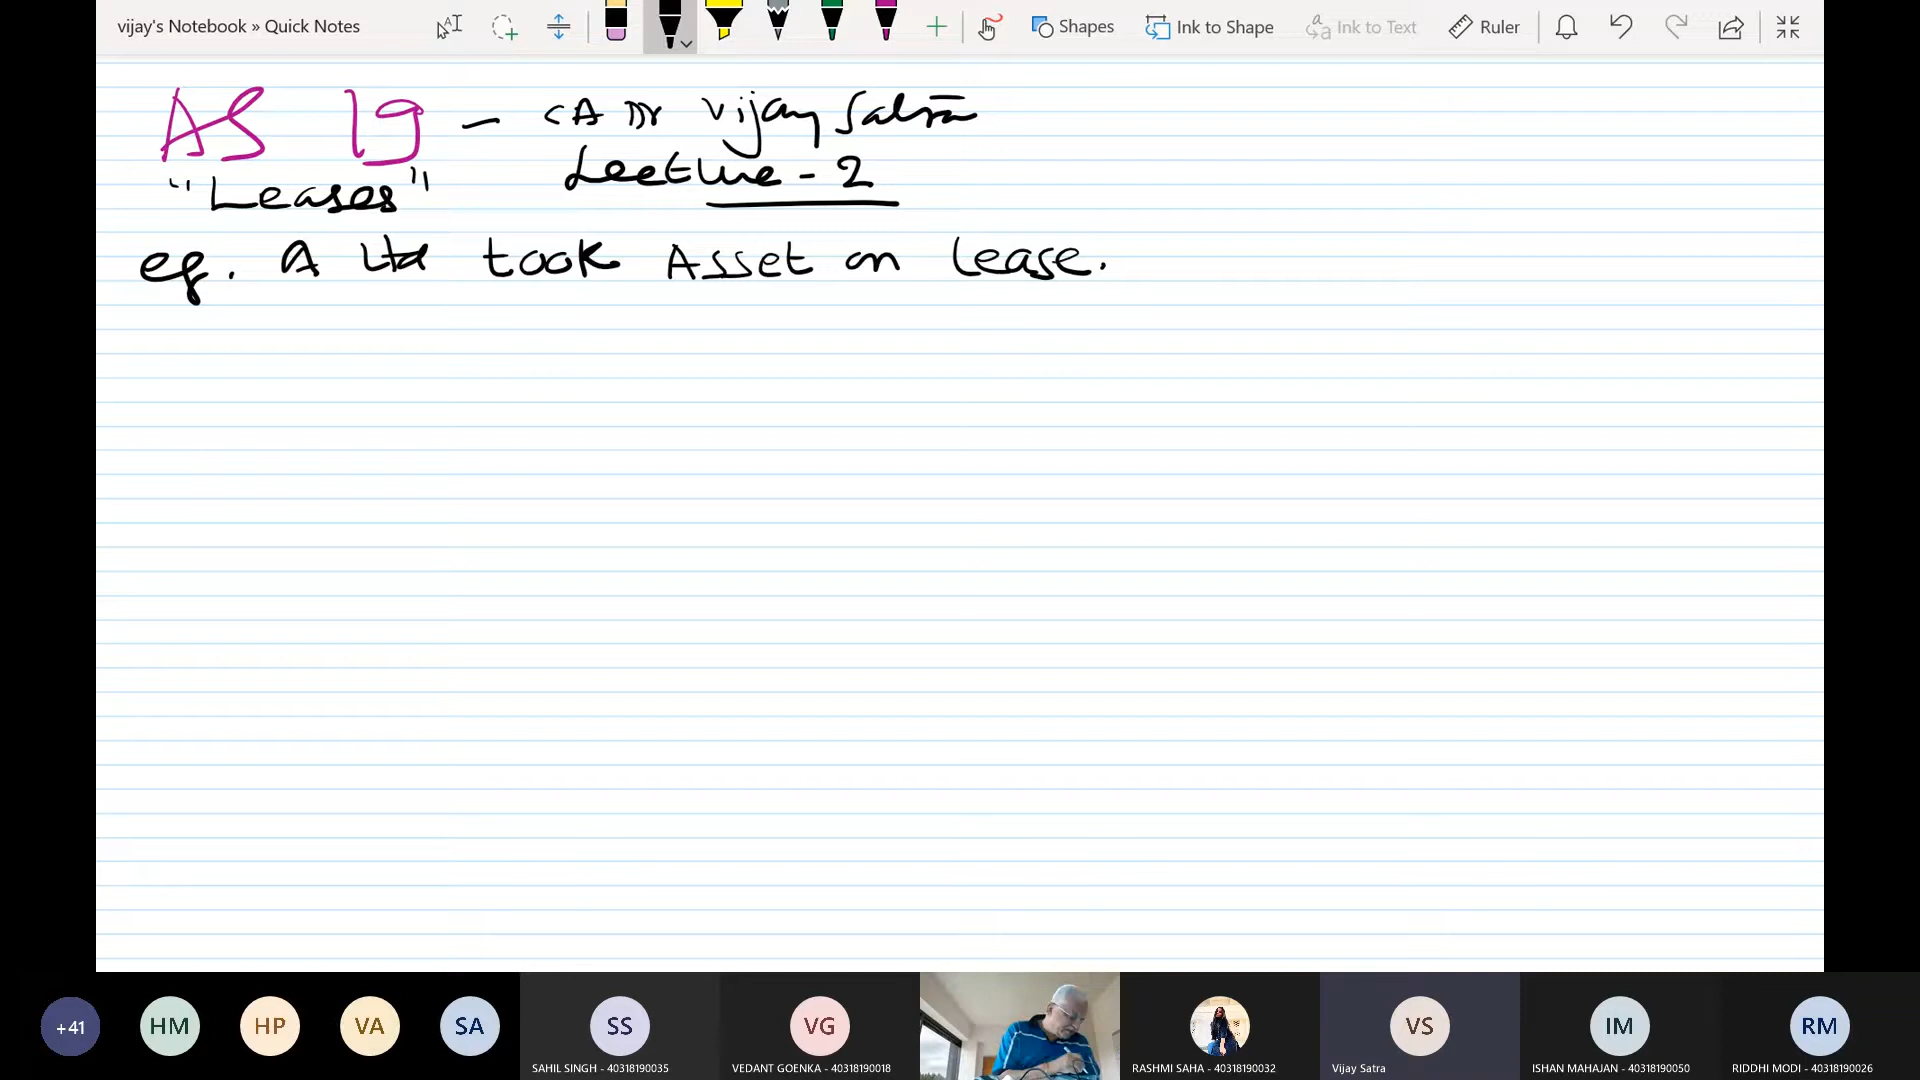 vijay's Notebook » Quick Notes
Shapes
Ink to Shape
Ink to Text
Ruler
AS 19 - CA Dr Vijay Satra
"Leases" Lecture - 2
eg. A Ltd took Asset on Lease.
+41
HM
HP
VA
SA
SS
VG
VS
IM
RM
SAHIL SINGH - 40318190035
VEDANT GOENKA - 40318190018
RASHMI SAHA - 40318190032
Vijay Satra
ISHAN MAHAJAN - 40318190050
RIDDHI MODI - 40318190026